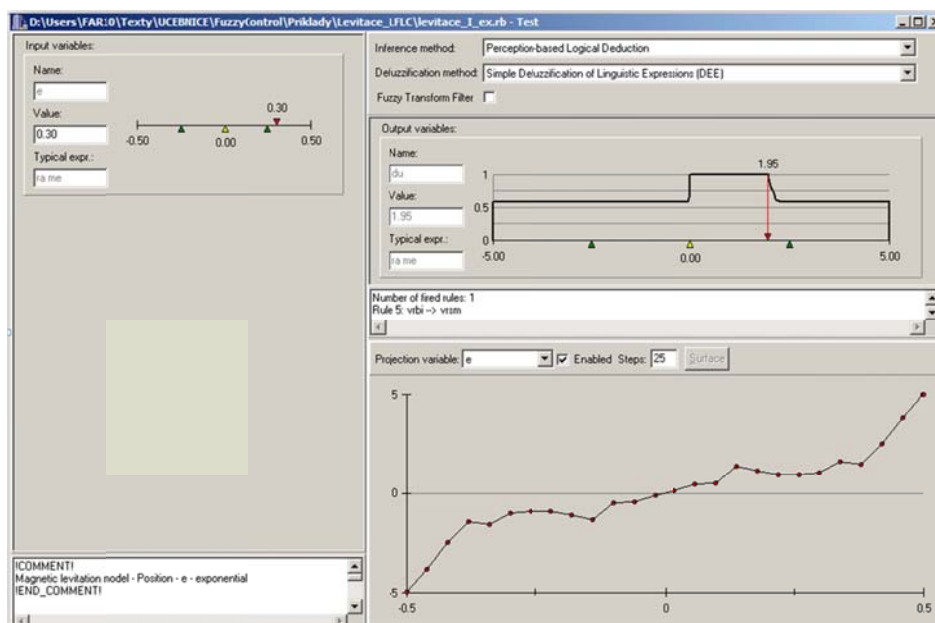 D:\Users\FAR10\Texty\UCEBNICE\FuzzyControl\Priklady\Levitace_LFLC\levitace_1_ex.rb - Test
Input variables:
Name:
e
Value:
0.30
Typical expr.:
ra me
0.30
-0.50
0.00
0.50
Inference method:
Perception-based Logical Deduction
Defuzzification method:
Simple Defuzzification of Linguistic Expressions (DEE)
Fuzzy Transform Filter
Output variables:
Name:
du
Value:
1.95
Typical expr.:
ra me
1.95
1
0.5
0
-5.00
0.00
5.00
Number of fired rules: 1
Rule 5: vrbi --> vrsm
Projection variable:
e
Enabled
Steps:
25
Surface
5
0
-5
-0.5
0
0.5
!COMMENT!
Magnetic levitation model - Position - e - exponential
!END_COMMENT!